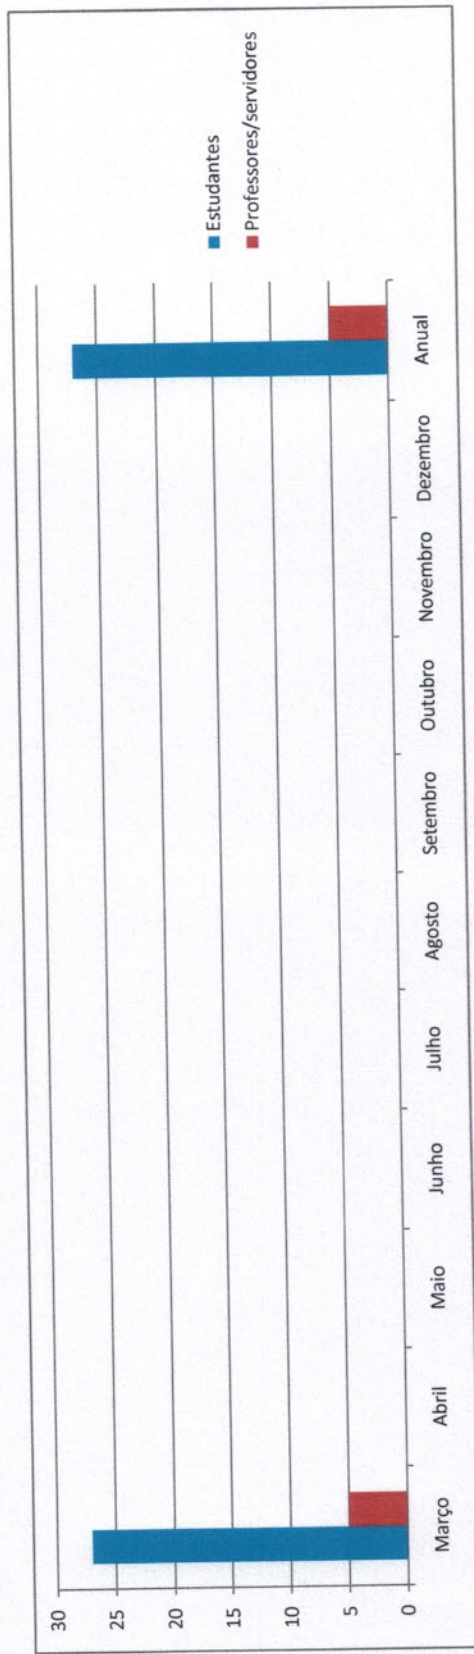 30
25
20
15
10
5
0
Março Abril Maio Junho Julho Agosto Setembro Outubro Novembro Dezembro Anual
Estudantes
Professores/servidores